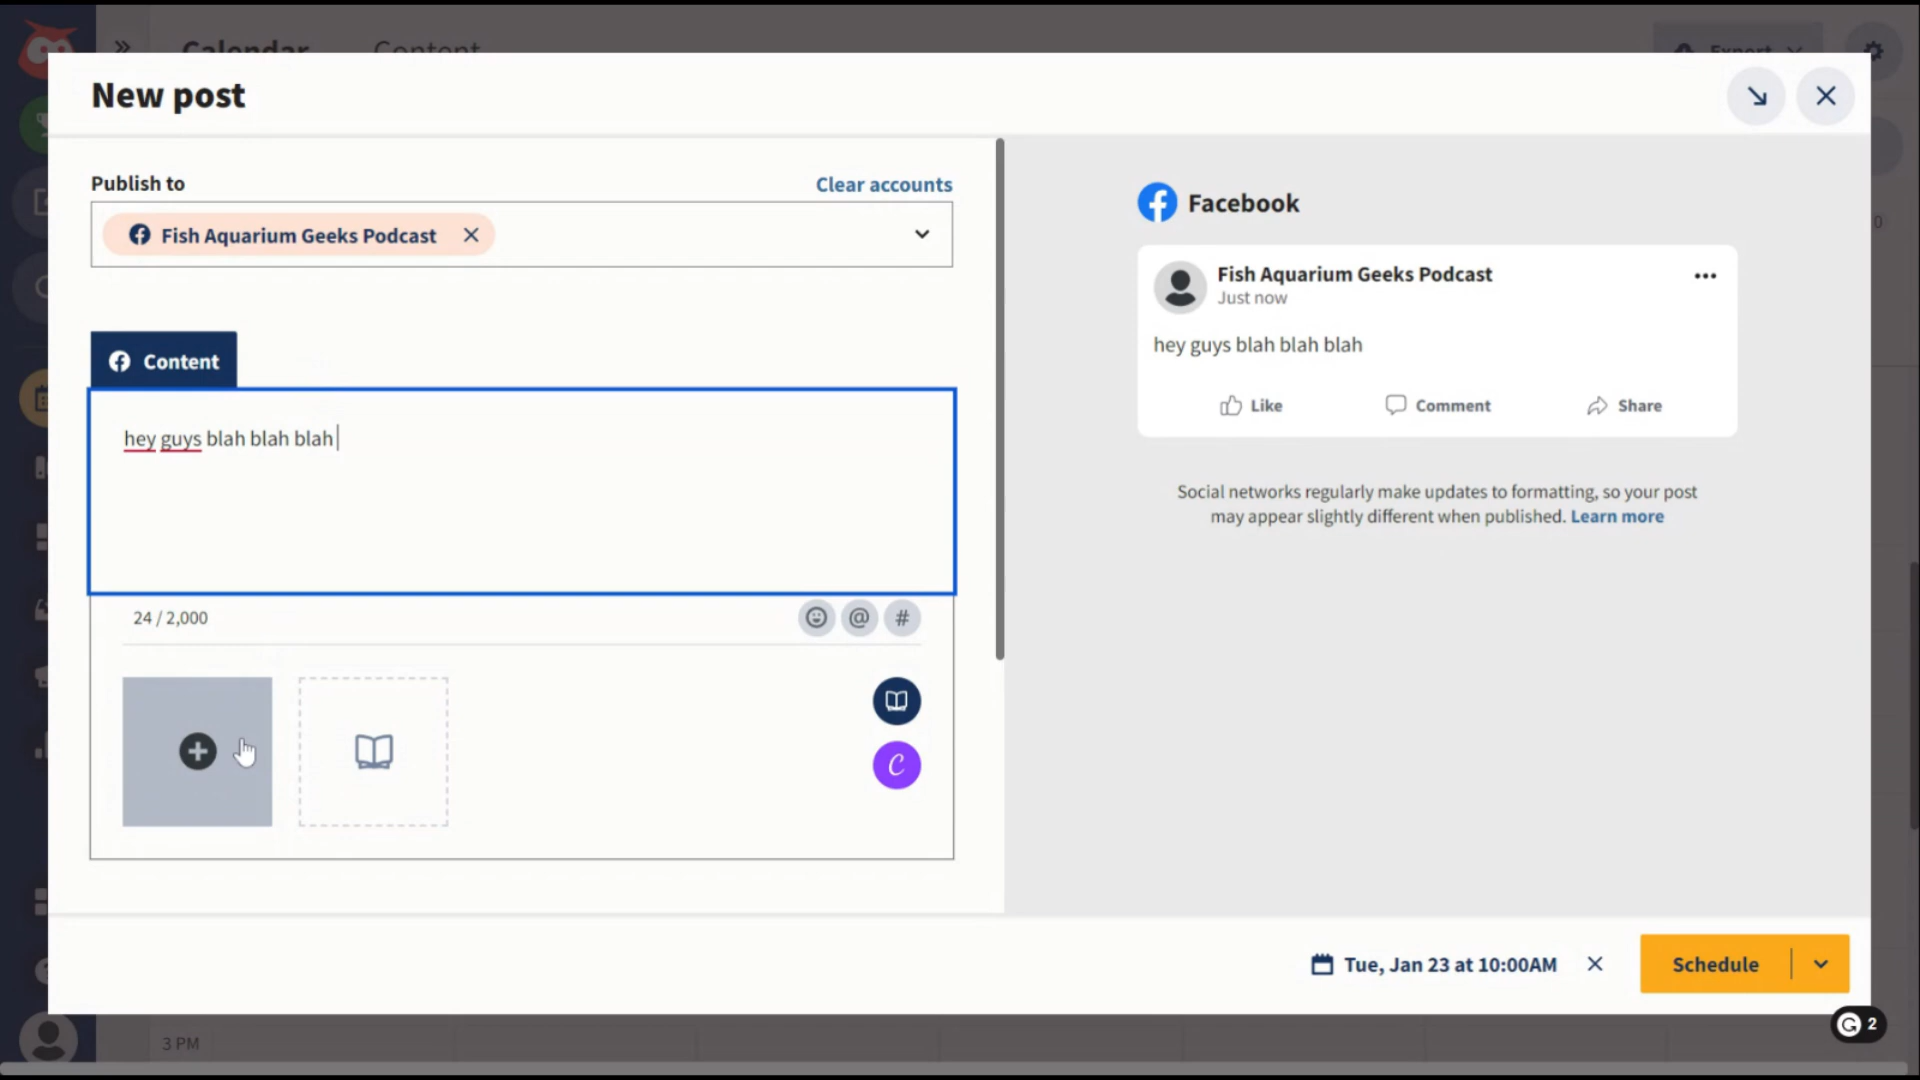 Calendar
Content
Export
New post
Publish to
Clear accounts
Fish Aquarium Geeks Podcast
Content
hey guys blah blah blah
24 / 2,000
@
#
C
Facebook
Fish Aquarium Geeks Podcast
Just now
hey guys blah blah blah
Like
Comment
Share
Social networks regularly make updates to formatting, so your post
may appear slightly different when published. Learn more
Tue, Jan 23 at 10:00AM
Schedule
3 PM
2